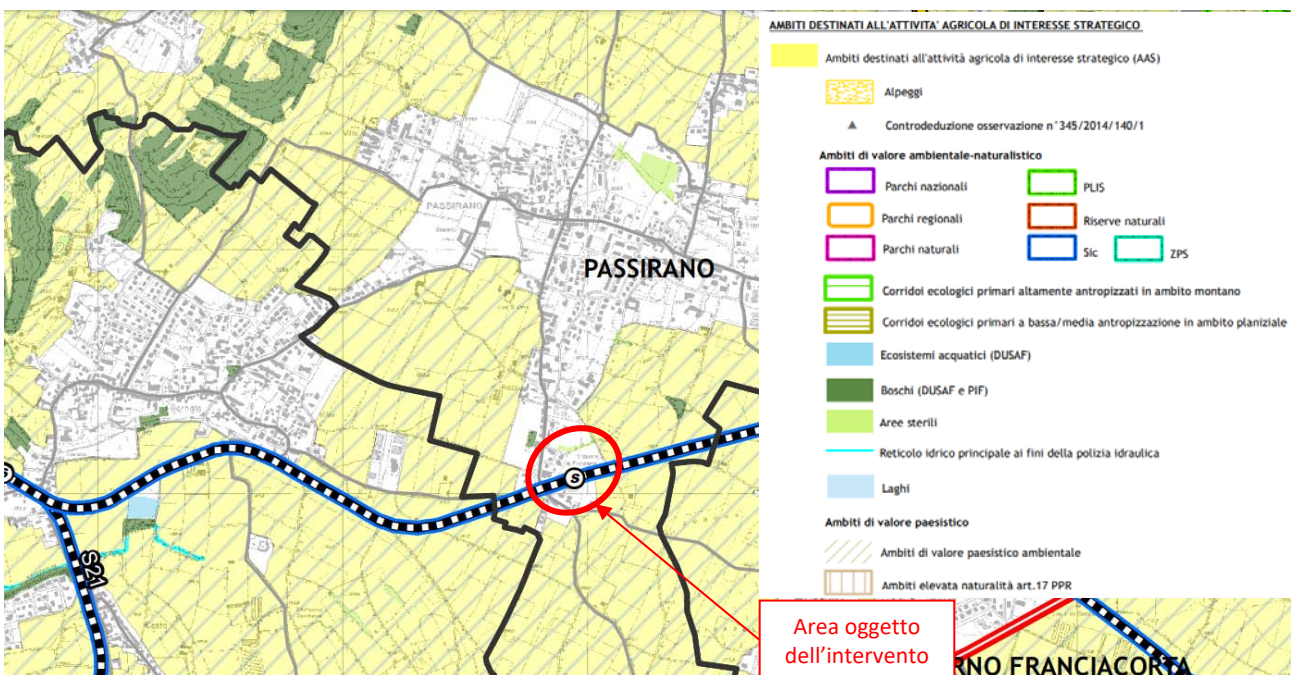 AMBITI DESTINATI ALL'ATTIVITA' AGRICOLA DI INTERESSE STRATEGICO
Ambiti destinati all'attività agricola di interesse strategico (AAS)
Alpeggi
Controdeduzione osservazione n°345/2014/140/1
Ambiti di valore ambientale-naturalistico
Parchi nazionali
PLIS
Parchi regionali
Riserve naturali
Parchi naturali
Sic
ZPS
Corridoi ecologici primari altamente antropizzati in ambito montano
Corridoi ecologici primari a bassa/media antropizzazione in ambito planiziale
Ecosistemi acquatici (DUSAF)
Boschi (DUSAF e PIF)
Aree sterili
Reticolo idrico principale ai fini della polizia idraulica
Laghi
Ambiti di valore paesistico
Ambiti di valore paesistico ambientale
Ambiti elevata naturalità art.17 PPR
PASSIRANO
PASSIRANO
Bornato
S
S
S21
Costa
Area oggetto
dell'intervento
RNO FRANCIACORTA